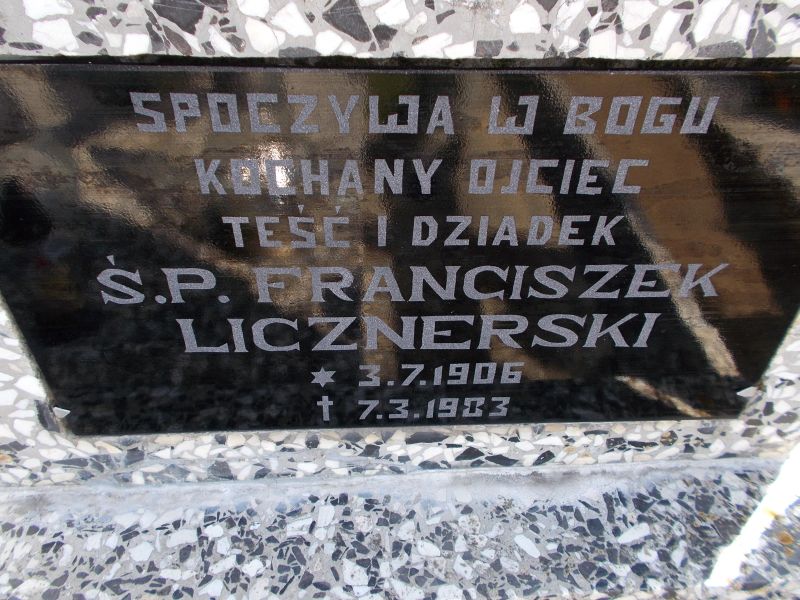 SPOCZYWA W BOGU
KOCHANY OJCIEC
TEŚĆ I DZIADEK
Ś.P. FRANCISZEK
LICZNERSKI
* 3.7.1906
† 7.3.1983